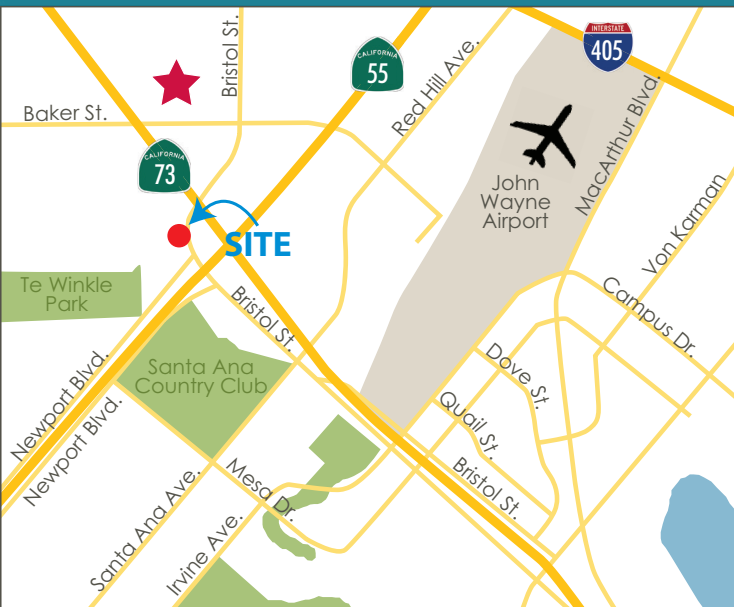 Bristol St.
INTERSTATE
405
CALIFORNIA
55
Red Hill Ave.
Baker St.
MacArthur Blvd.
CALIFORNIA
73
John
Wayne
Airport
Von Karman
SITE
Te Winkle
Park
Bristol St.
Campus Dr.
Santa Ana
Country Club
Dove St.
Newport Blvd.
Newport Blvd.
Quail St.
Mesa Dr.
Bristol St.
Santa Ana Ave.
Irvine Ave.